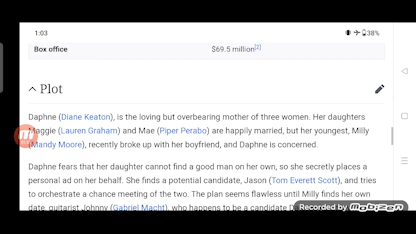 1:03
38%
Box office $69.5 million[2]
Plot
Daphne (Diane Keaton), is the loving but overbearing mother of three women. Her daughters
Maggie (Lauren Graham) and Mae (Piper Perabo) are happily married, but her youngest, Milly
(Mandy Moore), recently broke up with her boyfriend, and Daphne is concerned.
Daphne fears that her daughter cannot find a good man on her own, so she secretly places a
personal ad on her behalf. She finds a potential candidate, Jason (Tom Everett Scott), and tries
to orchestrate a chance meeting of the two. The plan seems flawless until Milly finds her own
date, guitarist Johnny (Gabriel Macht), who happens to be a candidate D
Recorded by Mobizen